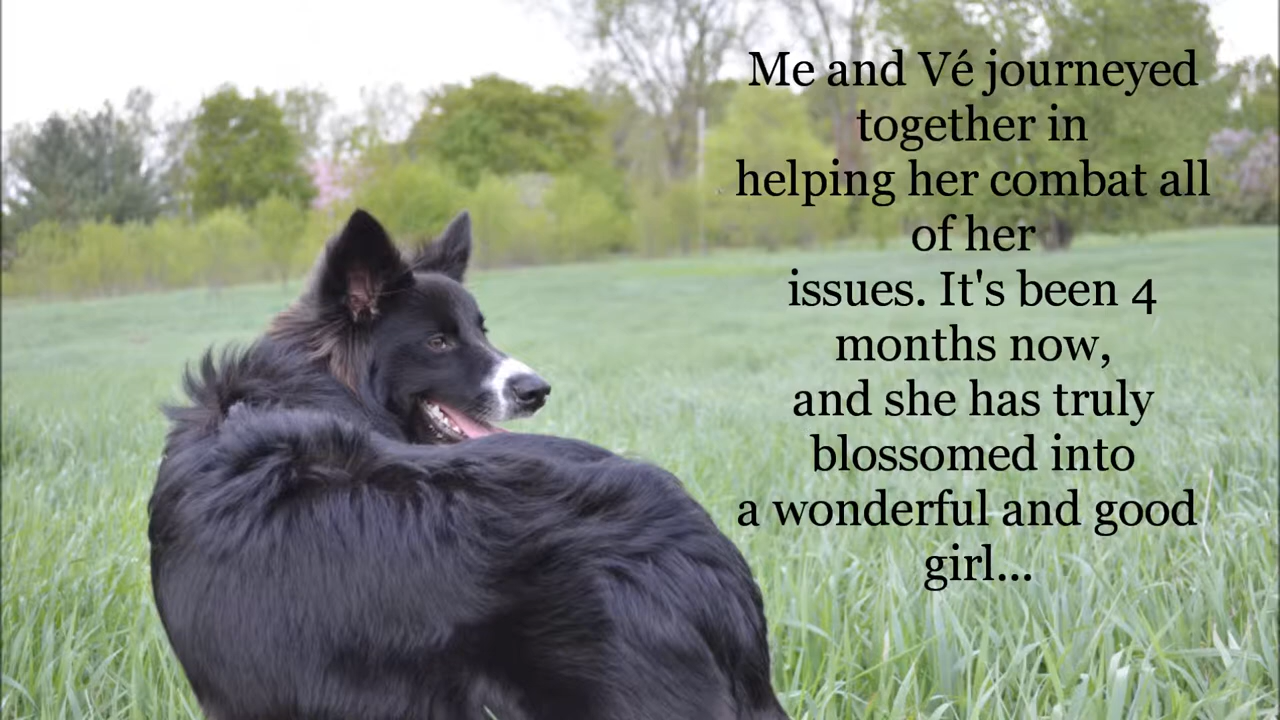 Me and Vé journeyed
together in
helping her combat all
of her
issues. It's been 4
months now,
and she has truly
blossomed into
a wonderful and good
girl...